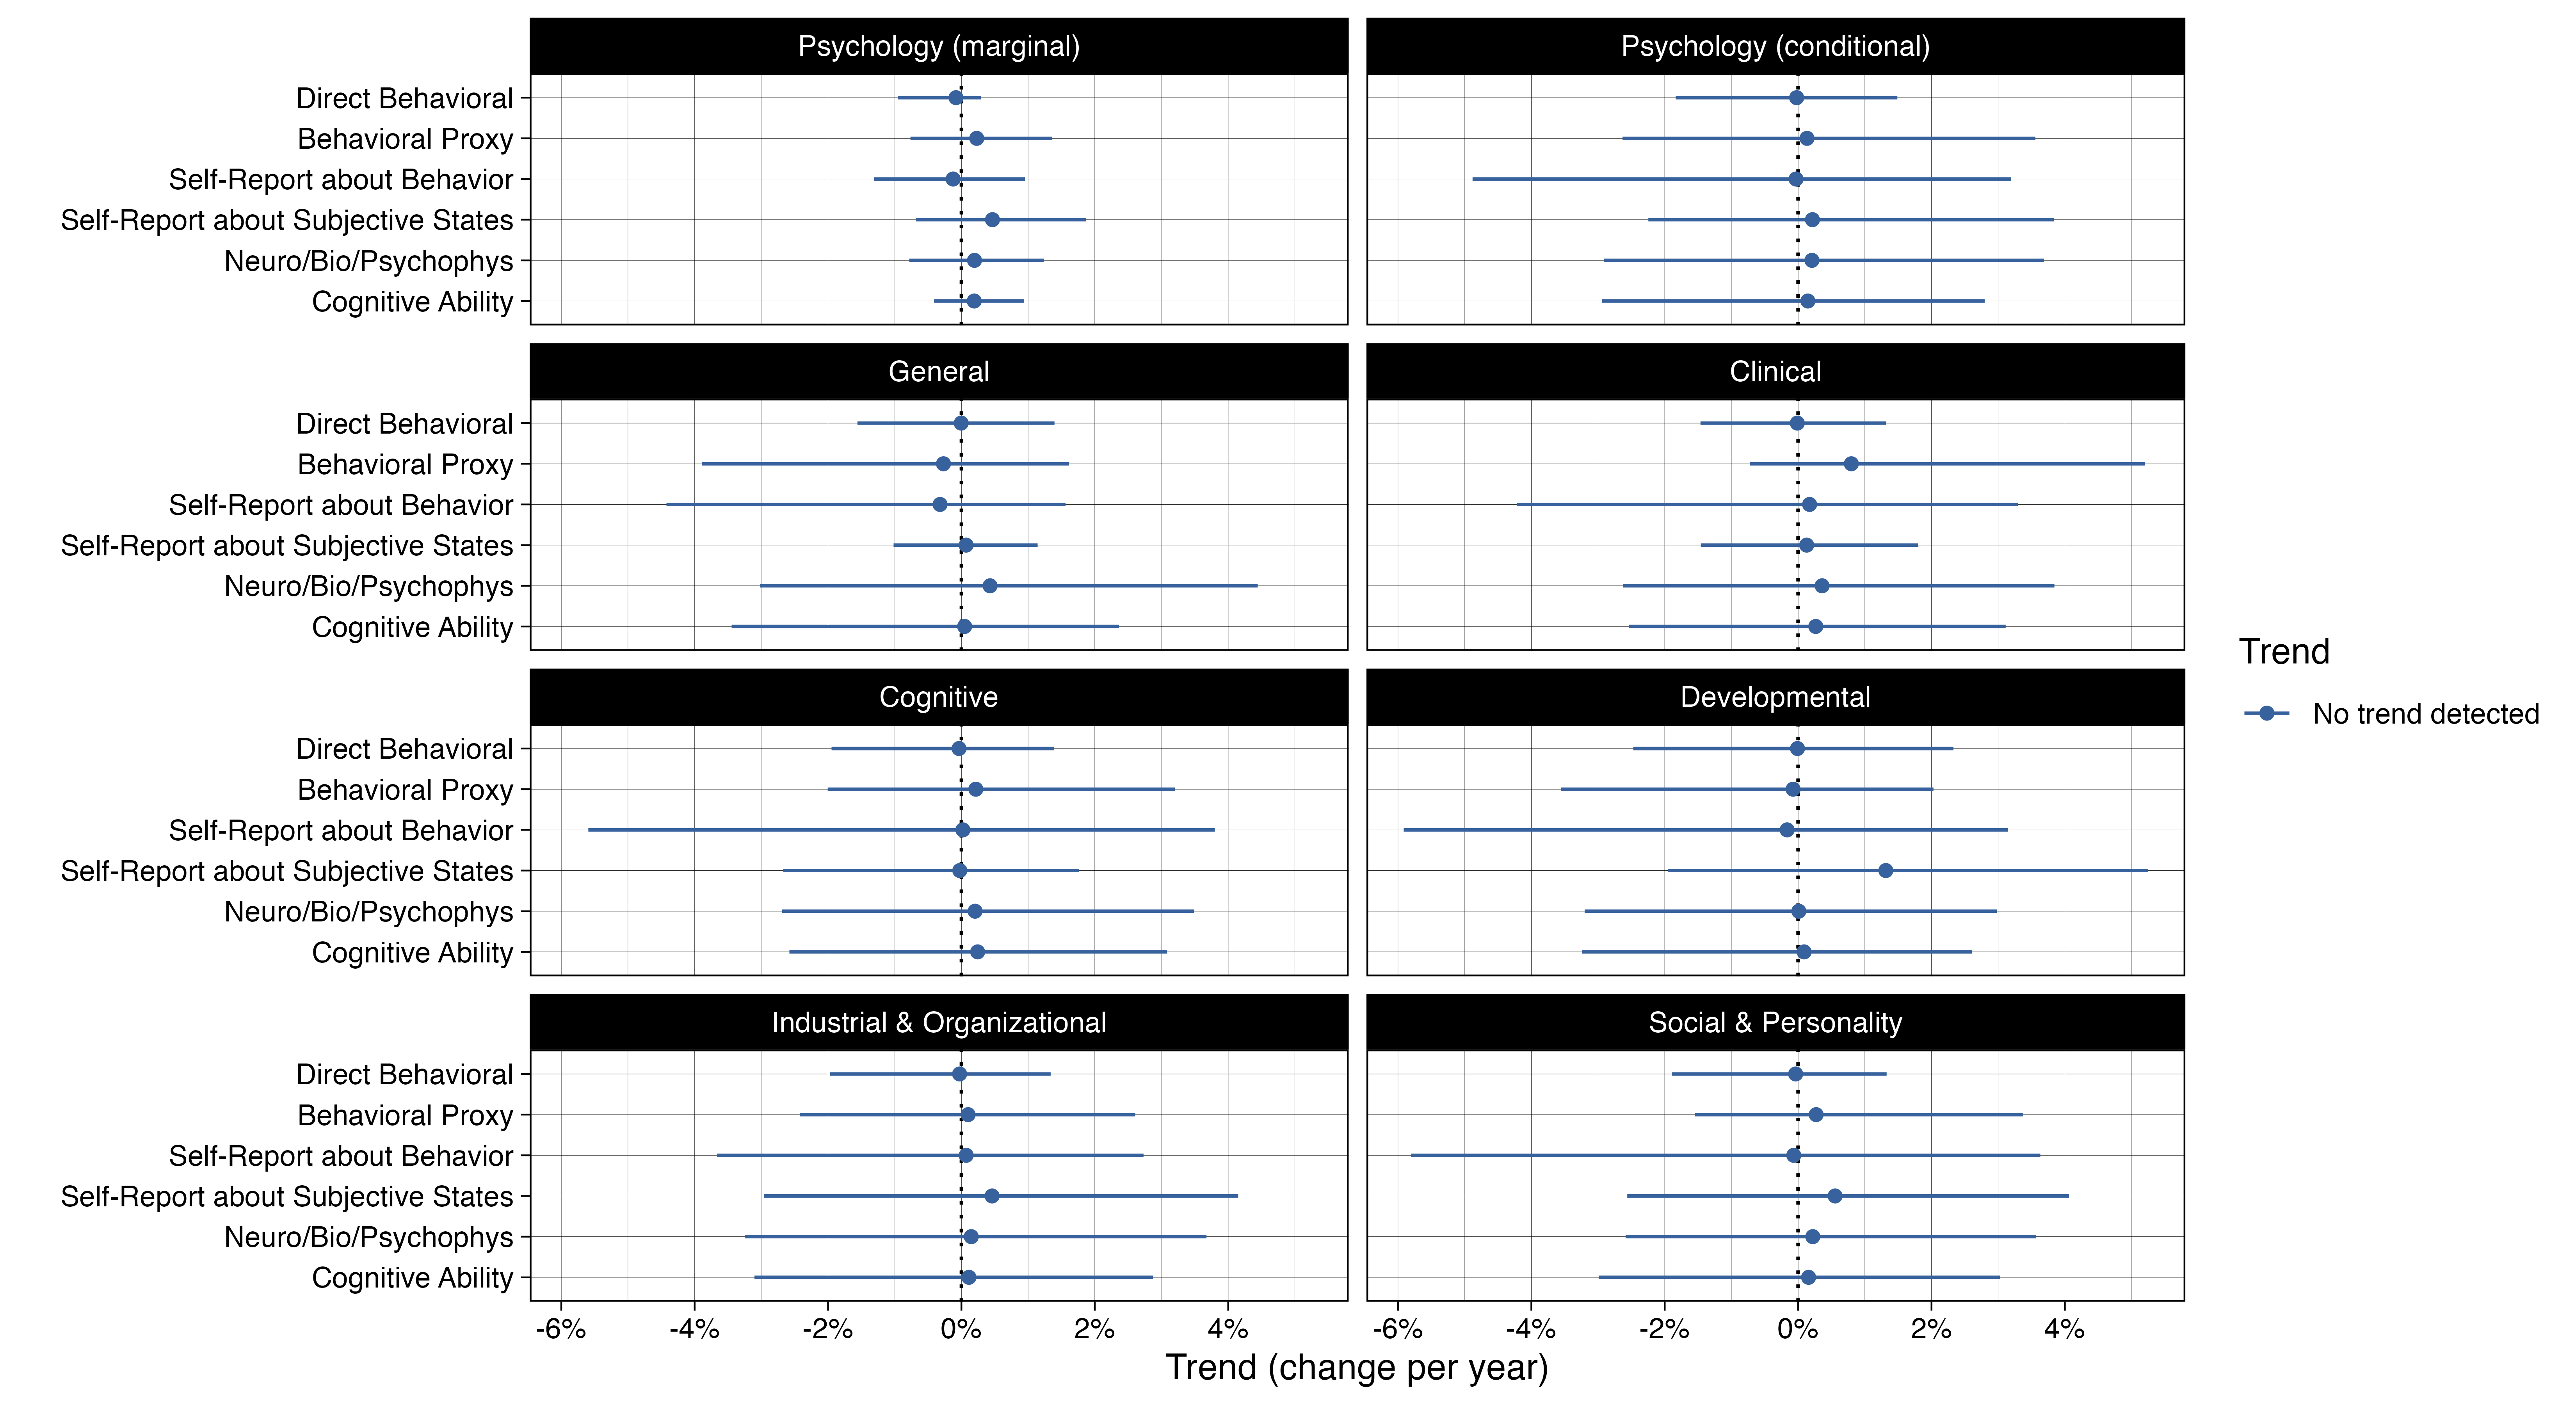 Psychology (marginal)
Psychology (conditional)
Direct Behavioral
Behavioral Proxy
Self-Report about Behavior
Self-Report about Subjective States
Neuro/Bio/Psychophys
Cognitive Ability
General
Clinical
Direct Behavioral
Behavioral Proxy
Self-Report about Behavior
Self-Report about Subjective States
Neuro/Bio/Psychophys
Cognitive Ability
Cognitive
Developmental
Direct Behavioral
Behavioral Proxy
Self-Report about Behavior
Self-Report about Subjective States
Neuro/Bio/Psychophys
Cognitive Ability
Industrial & Organizational
Social & Personality
Direct Behavioral
Behavioral Proxy
Self-Report about Behavior
Self-Report about Subjective States
Neuro/Bio/Psychophys
Cognitive Ability
-6% -4% -2% 0% 2% 4%
-6% -4% -2% 0% 2% 4%
Trend (change per year)
Trend
No trend detected